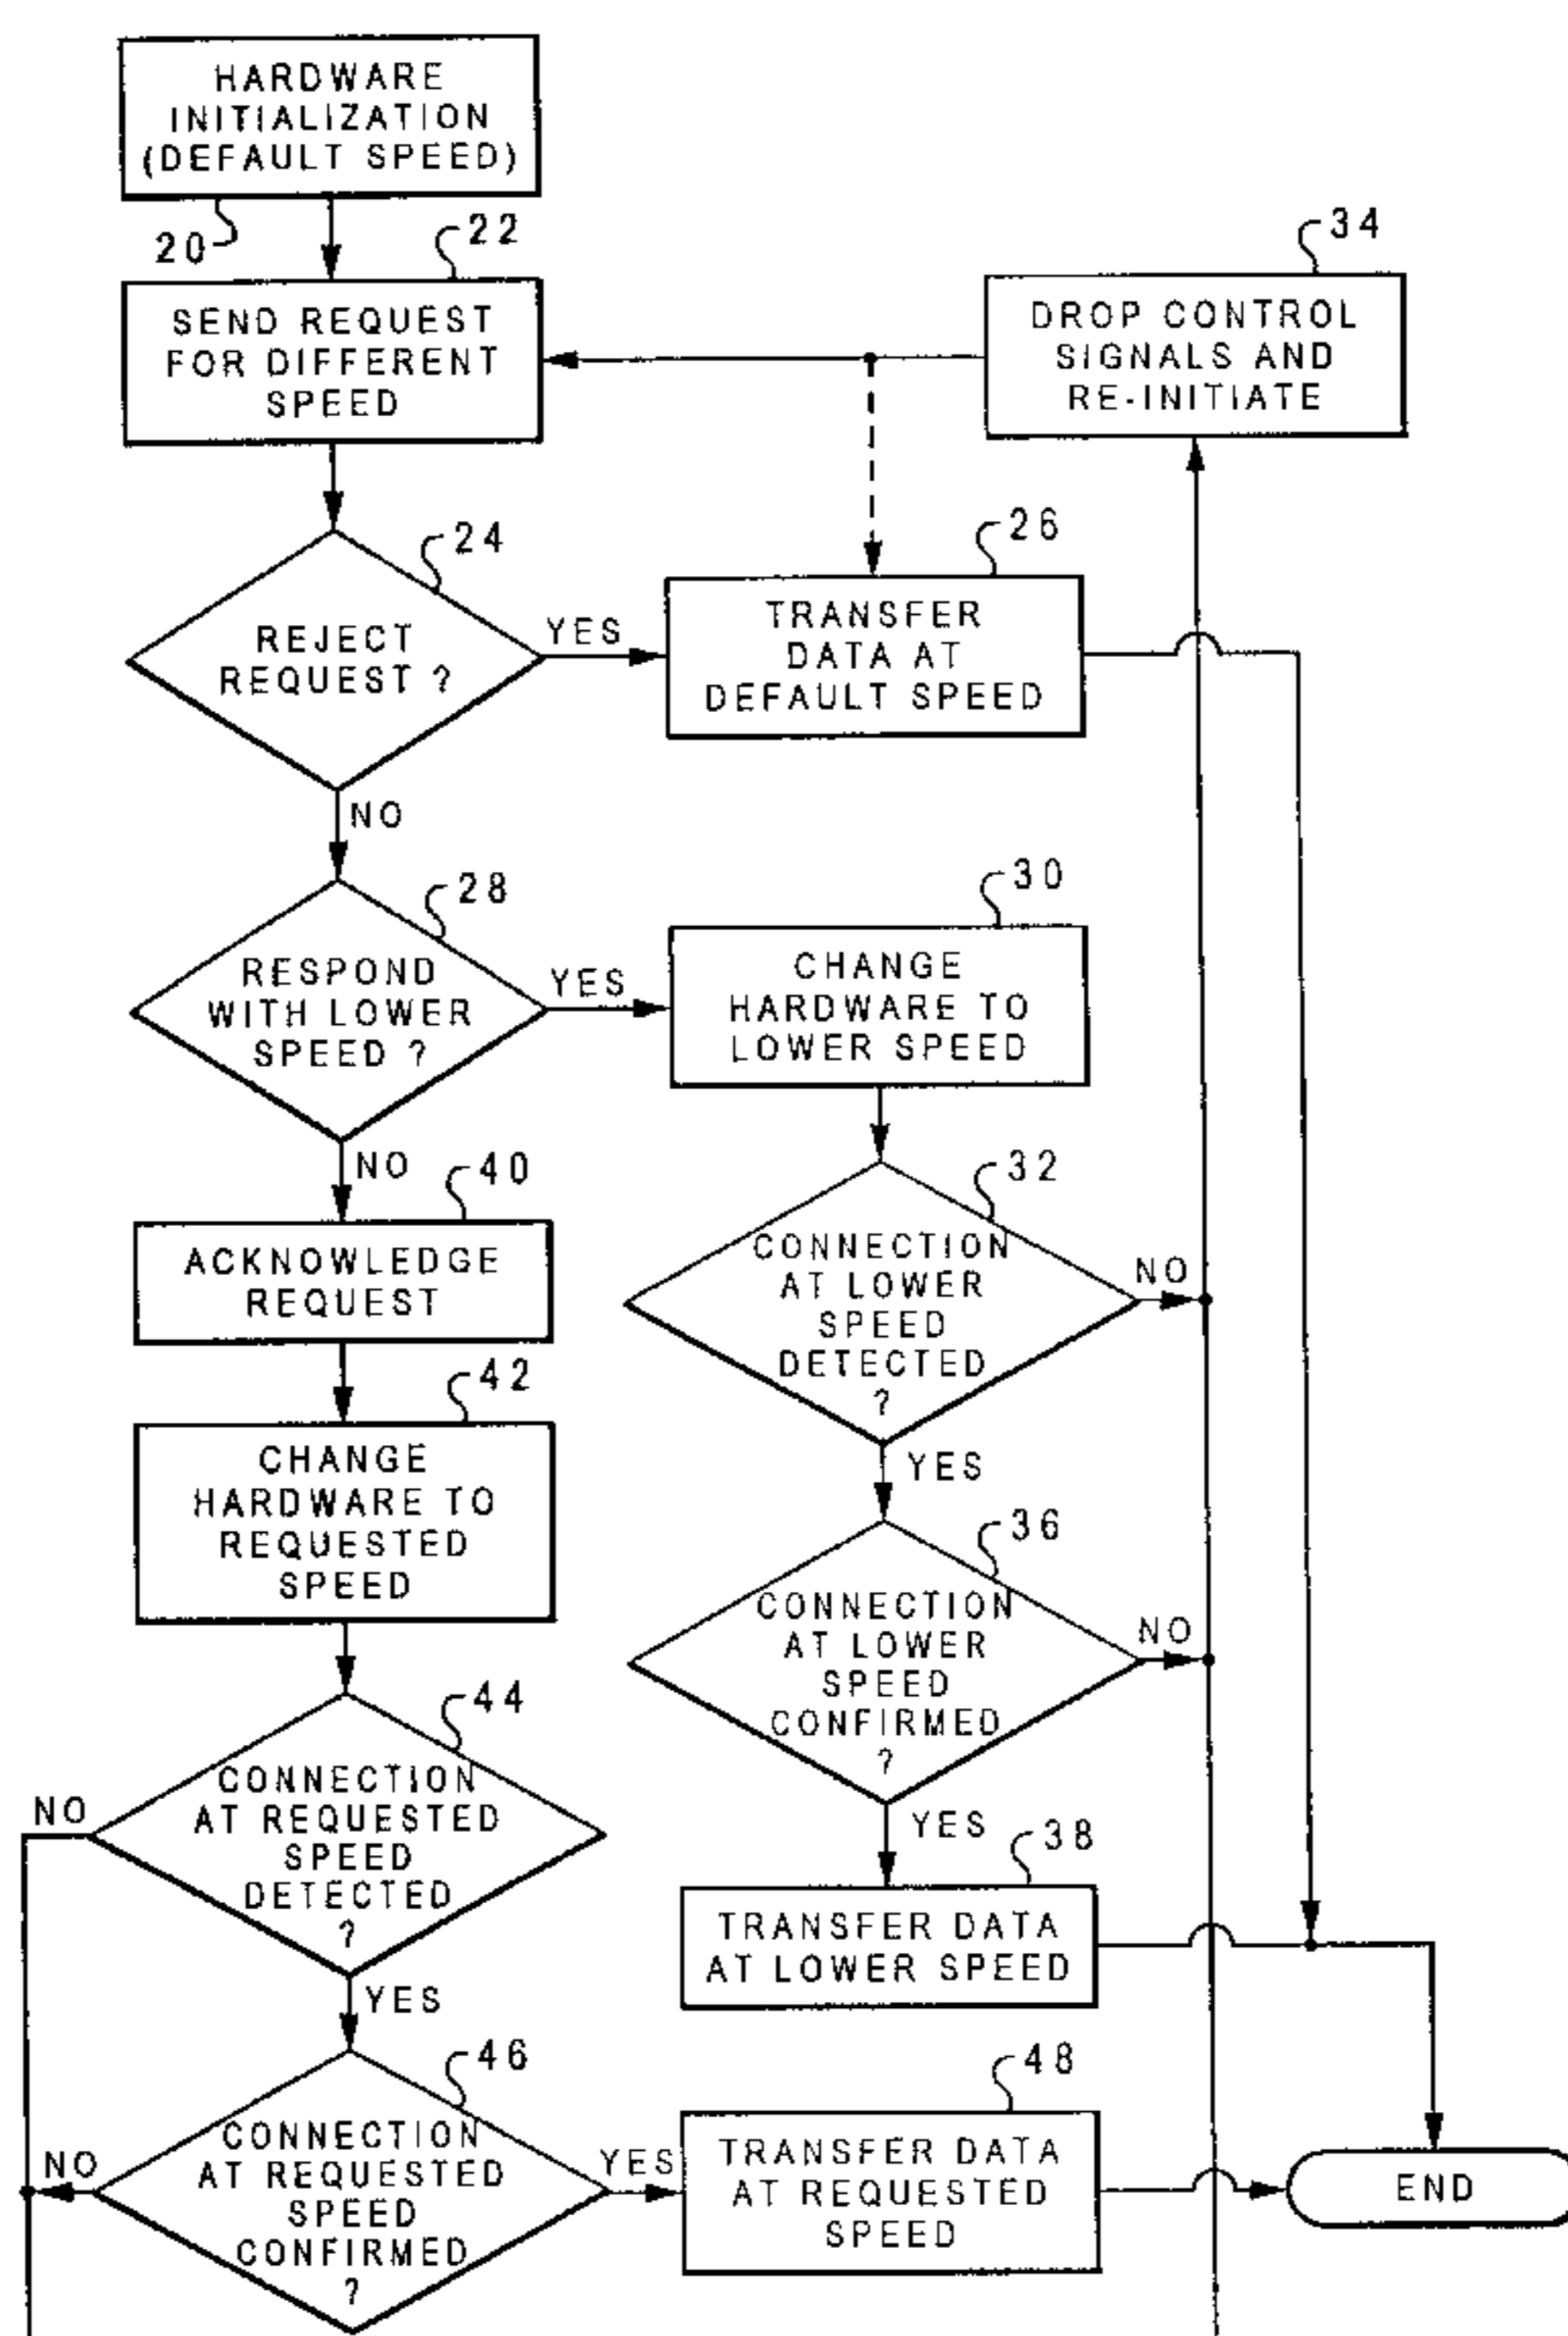 HARDWARE
INITIALIZATION
(DEFAULT SPEED)
20
22
SEND REQUEST
FOR DIFFERENT
SPEED
34
DROP CONTROL
SIGNALS AND
RE-INITIATE
24
REJECT
REQUEST ?
YES
26
TRANSFER
DATA AT
DEFAULT SPEED
NO
28
RESPOND
WITH LOWER
SPEED ?
YES
30
CHANGE
HARDWARE TO
LOWER SPEED
NO
40
ACKNOWLEDGE
REQUEST
32
CONNECTION
AT LOWER
SPEED
DETECTED
?
NO
YES
42
CHANGE
HARDWARE TO
REQUESTED
SPEED
36
CONNECTION
AT LOWER
SPEED
CONFIRMED
?
NO
YES
44
CONNECTION
AT REQUESTED
SPEED
DETECTED
?
NO
YES
38
TRANSFER DATA
AT LOWER SPEED
46
CONNECTION
AT REQUESTED
SPEED
CONFIRMED
?
NO
YES
48
TRANSFER DATA
AT REQUESTED
SPEED
END